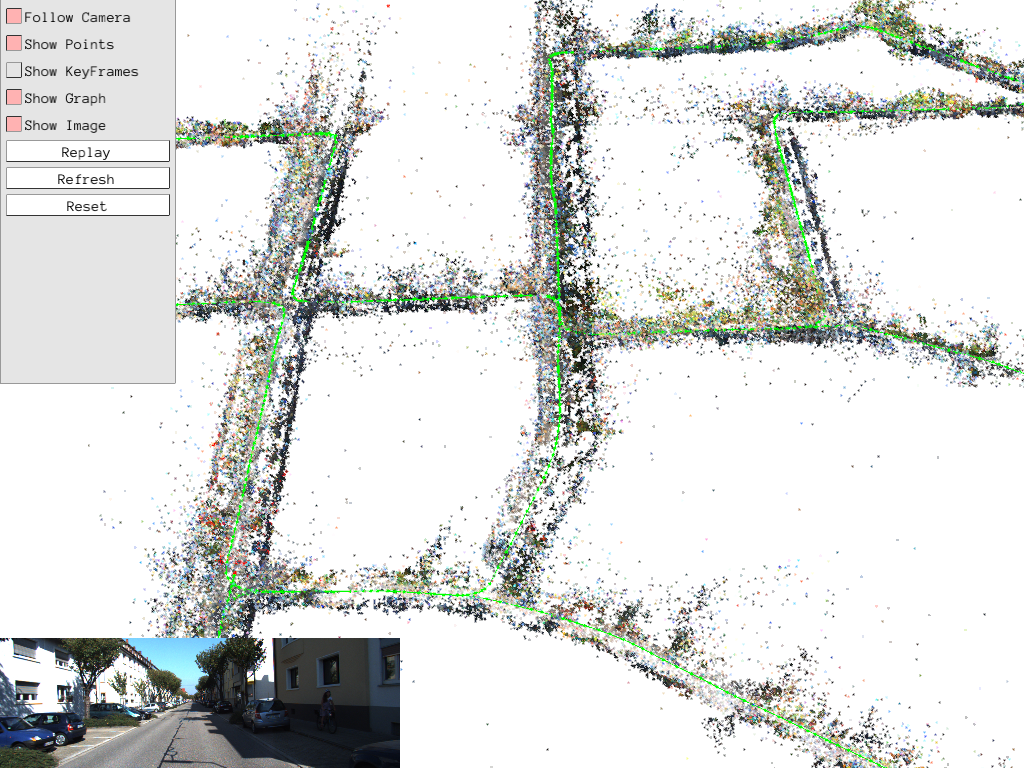 Follow Camera
Show Points
Show KeyFrames
Show Graph
Show Image
Replay
Refresh
Reset